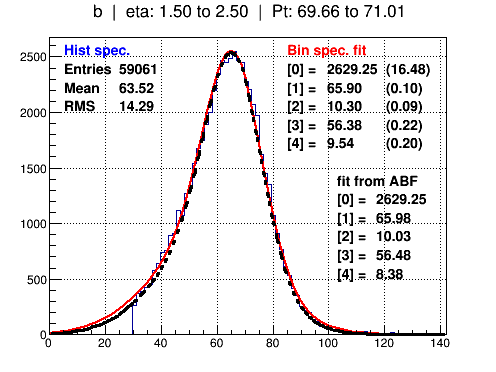 b | eta: 1.50 to 2.50 | Pt: 69.66 to 71.01
Hist spec.
Entries 59061
Mean 63.52
RMS 14.29
Bin spec. fit
[0] = 2629.25 (16.48)
[1] = 65.90 (0.10)
[2] = 10.30 (0.09)
[3] = 56.38 (0.22)
[4] = 9.54 (0.20)
fit from ABF
[0] = 2629.25
[1] = 65.98
[2] = 10.03
[3] = 56.48
[4] = 8.38
2500
2000
1500
1000
500
0
0 20 40 60 80 100 120 140